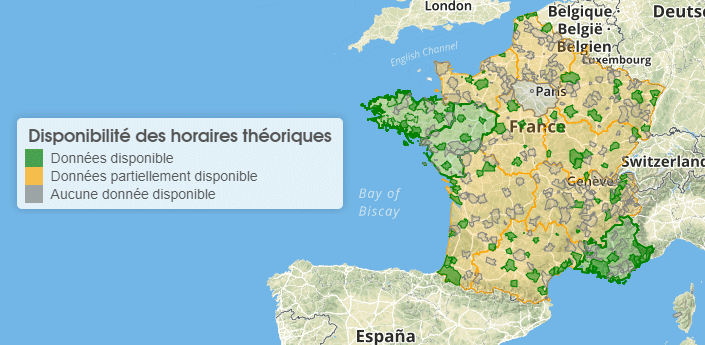 London
Belgique ·
België ·
Belgien
Deutsc
English Channel
Luxembourg
Paris
Disponibilité des horaires théoriques
Données disponible
Données partiellement disponible
Aucune donnée disponible
France
Switzerland
Genève
Bay of
Biscay
España